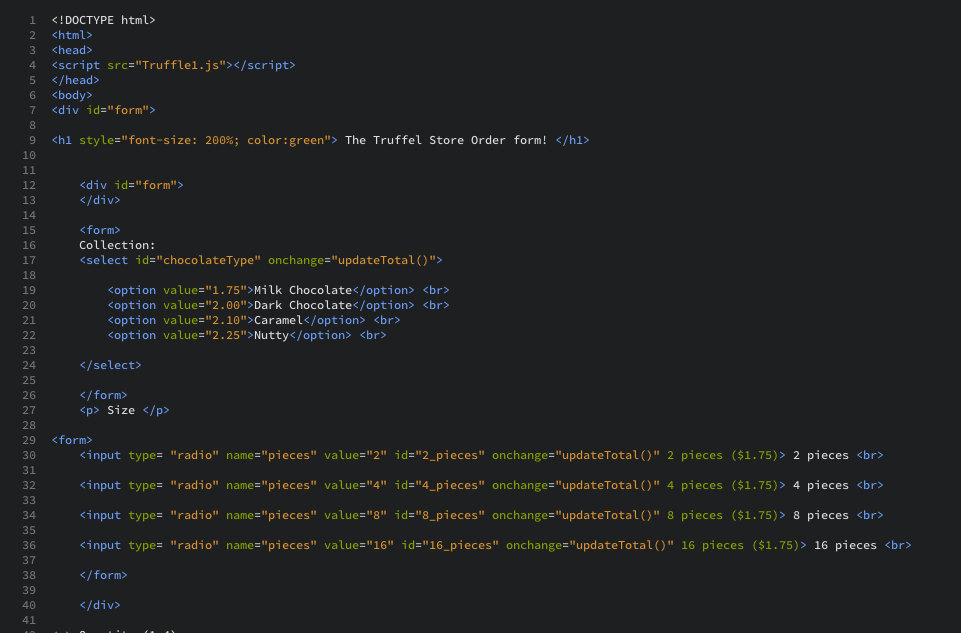 1 <!DOCTYPE html>
2 <html>
3 <head>
4 <script src="Truffle1.js"></script>
5 </head>
6 <body>
7 <div id="form">
8
9 <h1 style="font-size: 200%; color:green"> The Truffel Store Order form! </h1>
10
11
12 <div id="form">
13 </div>
14
15 <form>
16 Collection:
17 <select id="chocolateType" onchange="updateTotal()">
18
19 <option value="1.75">Milk Chocolate</option> <br>
20 <option value="2.00">Dark Chocolate</option> <br>
21 <option value="2.10">Caramel</option> <br>
22 <option value="2.25">Nutty</option> <br>
23
24 </select>
25
26 </form>
27 <p> Size </p>
28
29 <form>
30 <input type= "radio" name="pieces" value="2" id="2_pieces" onchange="updateTotal()" 2 pieces ($1.75)> 2 pieces <br>
31
32 <input type= "radio" name="pieces" value="4" id="4_pieces" onchange="updateTotal()" 4 pieces ($1.75)> 4 pieces <br>
33
34 <input type= "radio" name="pieces" value="8" id="8_pieces" onchange="updateTotal()" 8 pieces ($1.75)> 8 pieces <br>
35
36 <input type= "radio" name="pieces" value="16" id="16_pieces" onchange="updateTotal()" 16 pieces ($1.75)> 16 pieces <br>
37
38 </form>
39
40 </div>
41